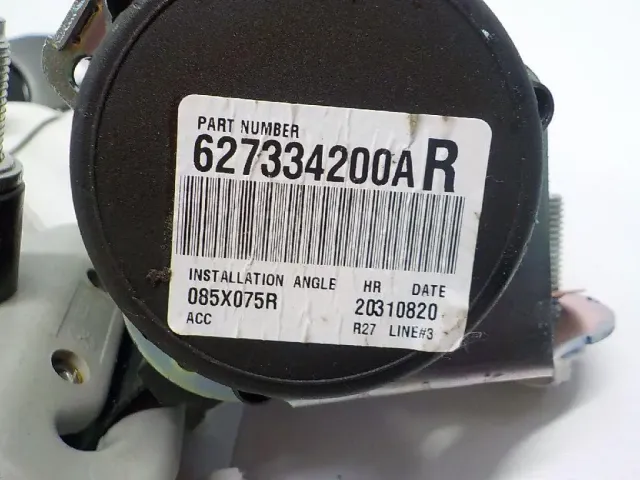 PART NUMBER
627334200A R
INSTALLATION ANGLE HR DATE
085X075R 20310820
ACC R27 LINE#3